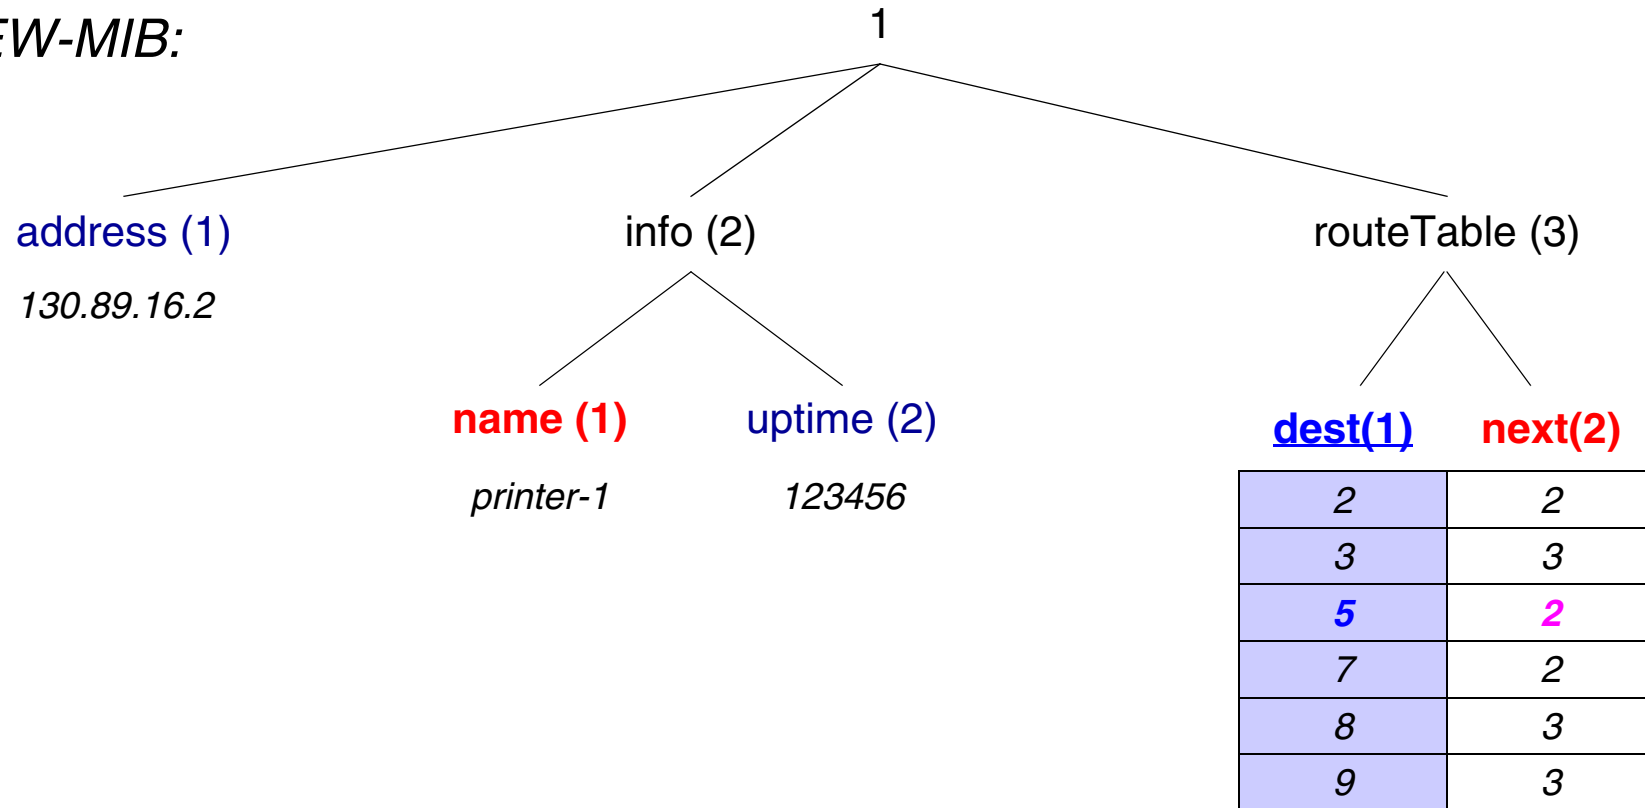 EW-MIB:
1
address (1) info (2) routeTable (3)
130.89.16.2
name (1) uptime (2) dest(1) next(2)
printer-1 123456
2 2
3 3
5 2
7 2
8 3
9 3